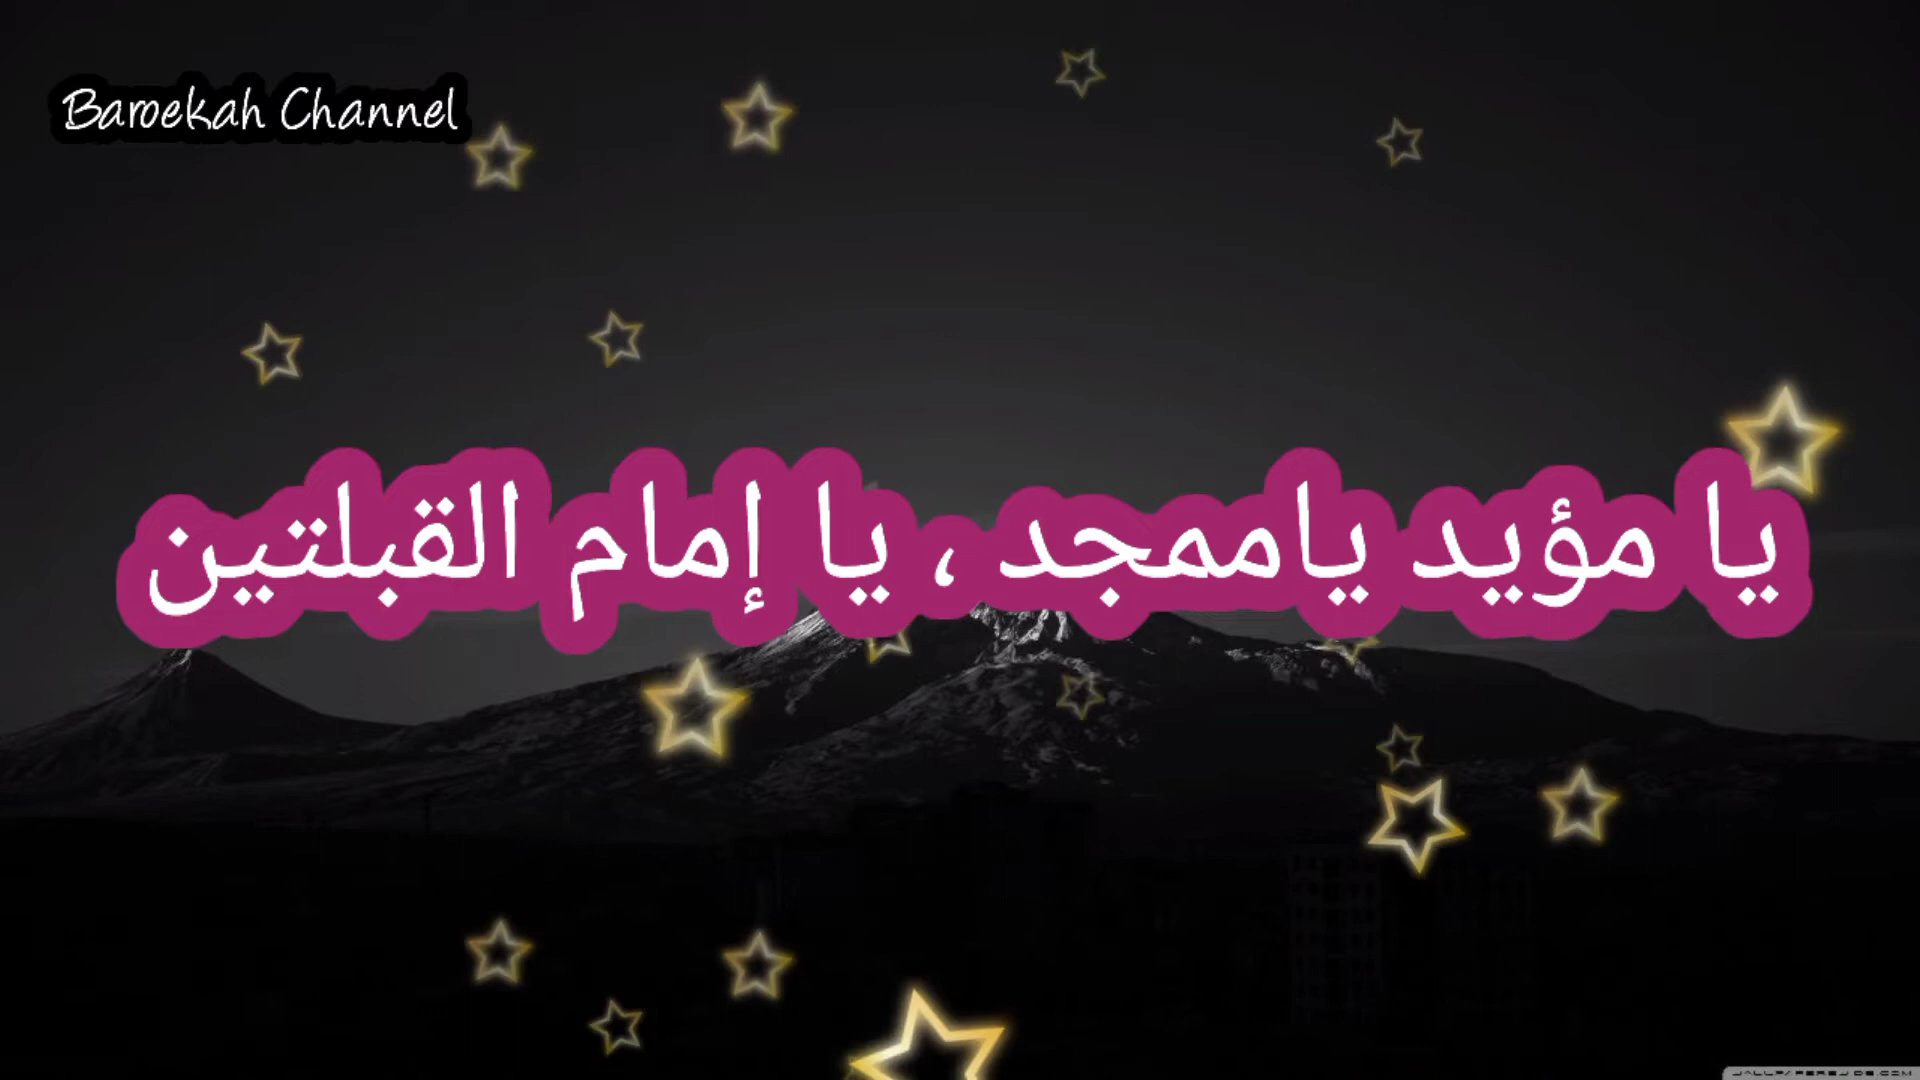 Baroekah Channel
يا مؤيد ياممجد ، يا إمام القبلتين